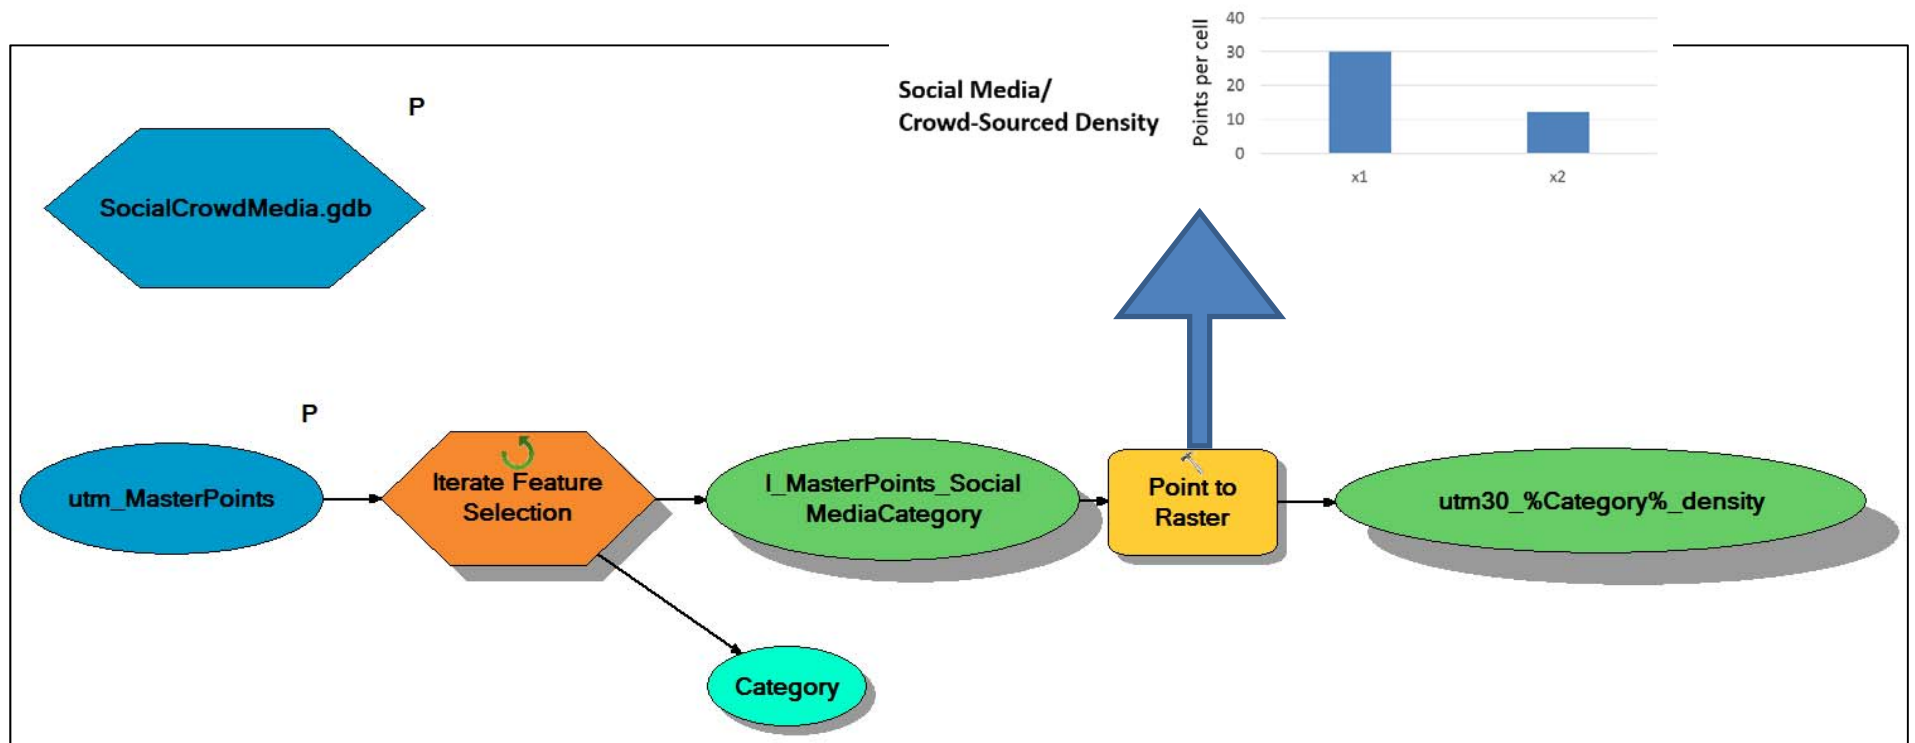 Social Media/
Crowd-Sourced Density
Points per cell
40
30
20
10
0
x1
x2
P
SocialCrowdMedia.gdb
P
utm_MasterPoints
Iterate Feature
Selection
I_MasterPoints_Social
MediaCategory
Point to
Raster
utm30_%Category%_density
Category